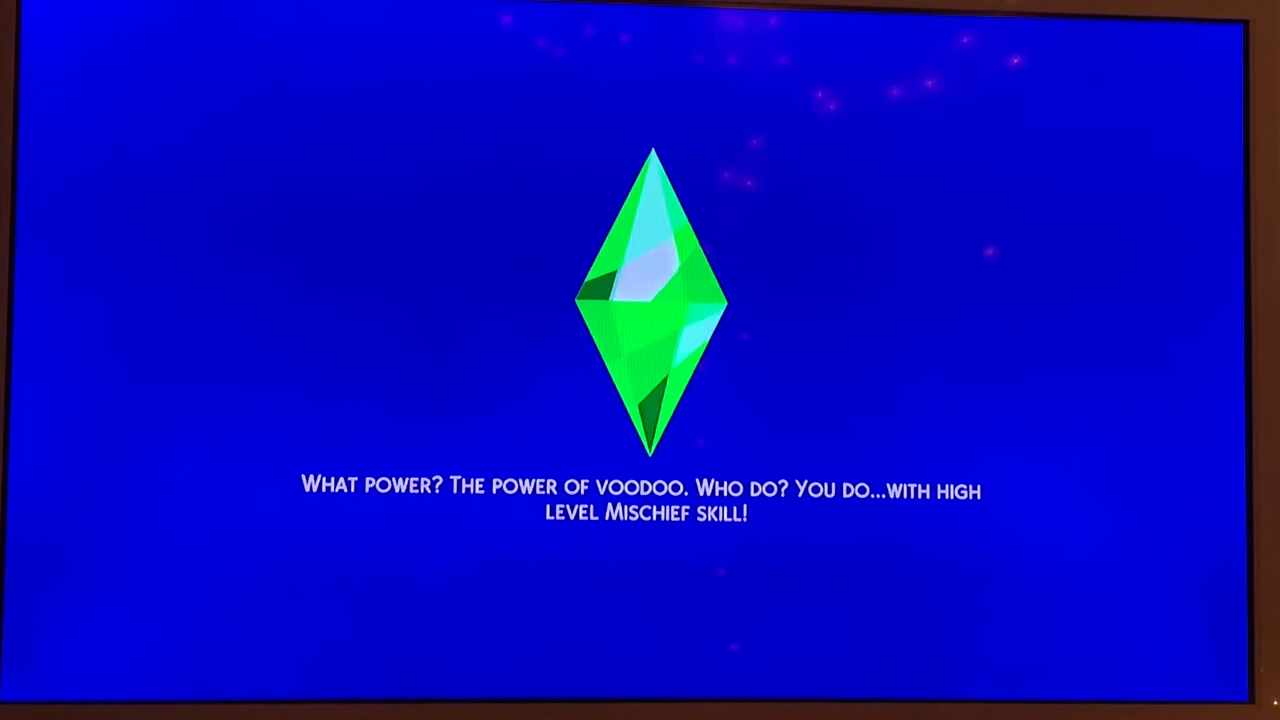 What power? The power of voodoo. Who do? You do...with high
level Mischief skill!